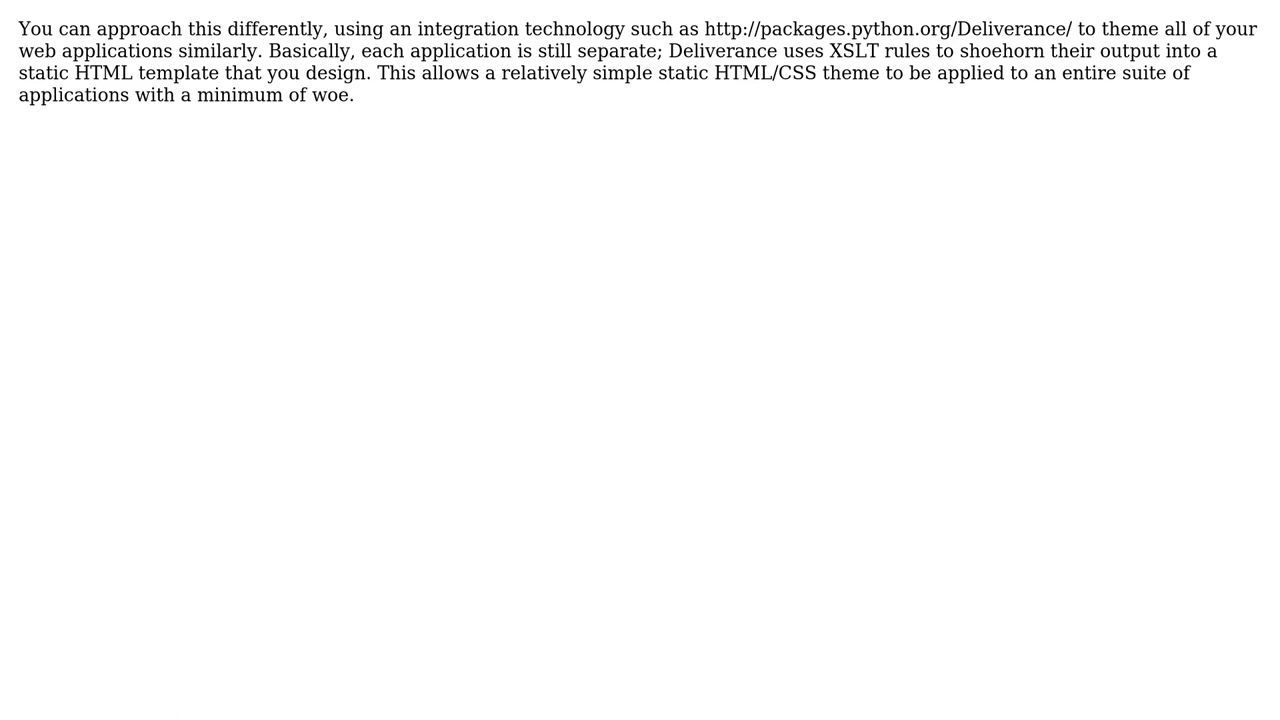 You can approach this differently, using an integration technology such as http://packages.python.org/Deliverance/ to theme all of your
web applications similarly. Basically, each application is still separate; Deliverance uses XSLT rules to shoehorn their output into a
static HTML template that you design. This allows a relatively simple static HTML/CSS theme to be applied to an entire suite of
applications with a minimum of woe.